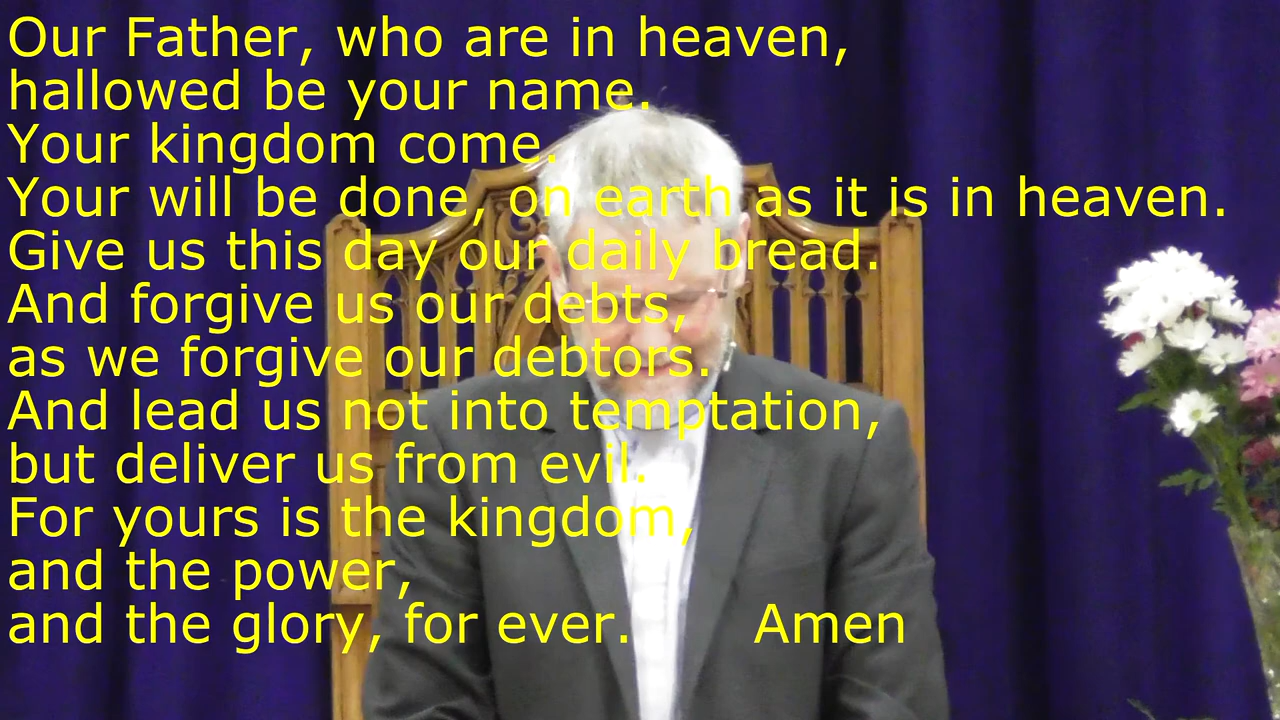 Our Father, who are in heaven,
hallowed be your name.
Your kingdom come.
Your will be done, on earth as it is in heaven.
Give us this day our daily bread.
And forgive us our debts,
as we forgive our debtors.
And lead us not into temptation,
but deliver us from evil.
For yours is the kingdom,
and the power,
and the glory, for ever. Amen